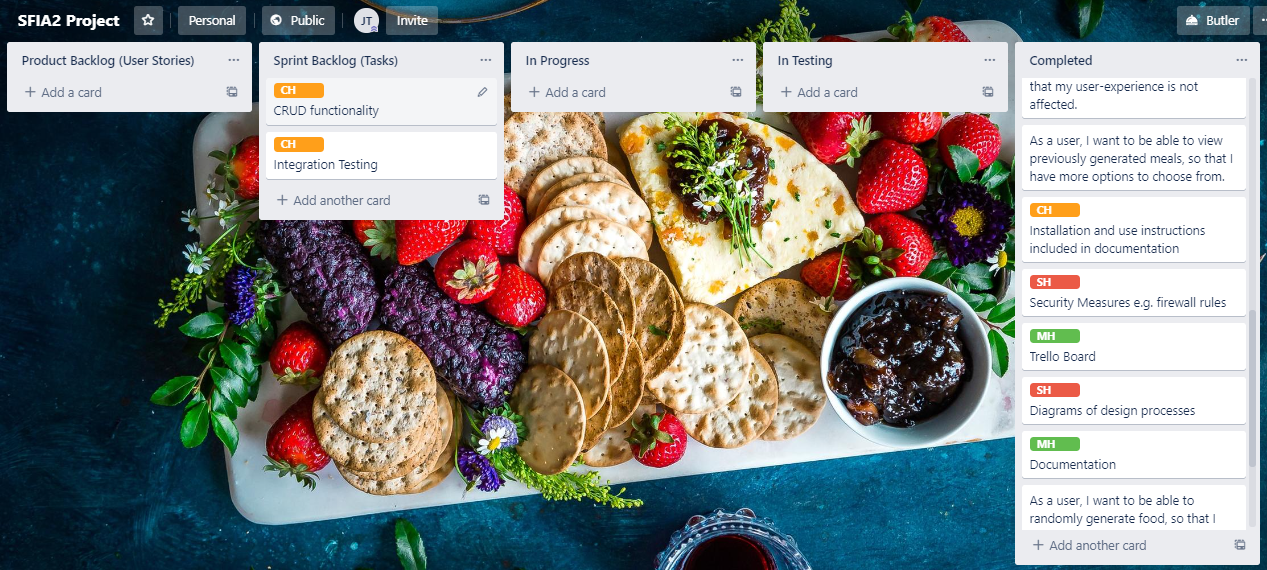 SFIA2 Project
Personal
Public
JT
Invite
Butler
Product Backlog (User Stories)
Add a card
Sprint Backlog (Tasks)
CH
CRUD functionality
CH
Integration Testing
Add another card
In Progress
Add a card
In Testing
Add a card
Completed
that my user-experience is not
affected.
As a user, I want to be able to view
previously generated meals, so that I
have more options to choose from.
CH
Installation and use instructions
included in documentation
SH
Security Measures e.g. firewall rules
MH
Trello Board
SH
Diagrams of design processes
MH
Documentation
As a user, I want to be able to
randomly generate food, so that I
Add another card